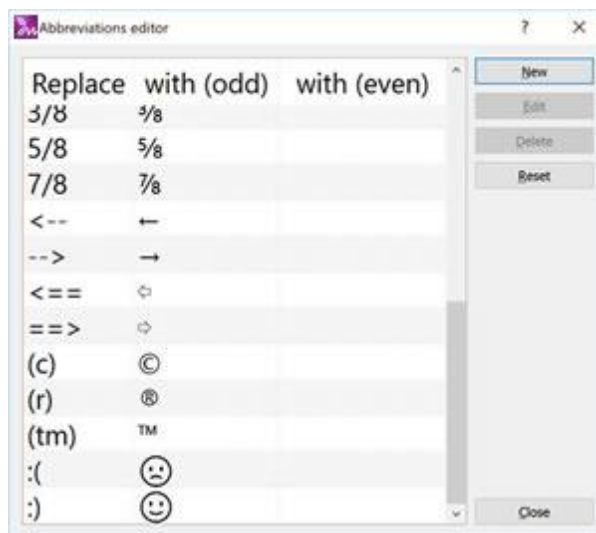 Abbreviations editor ? ×
Replace with (odd) with (even)
3/8 ⅜
5/8 ⅝
7/8 ⅞
<-- ←
--> →
<== ⇦
==> ⇨
(c) ©
(r) ®
(tm) ™
:( ☹
:) ☺
New
Edit
Delete
Reset
Close